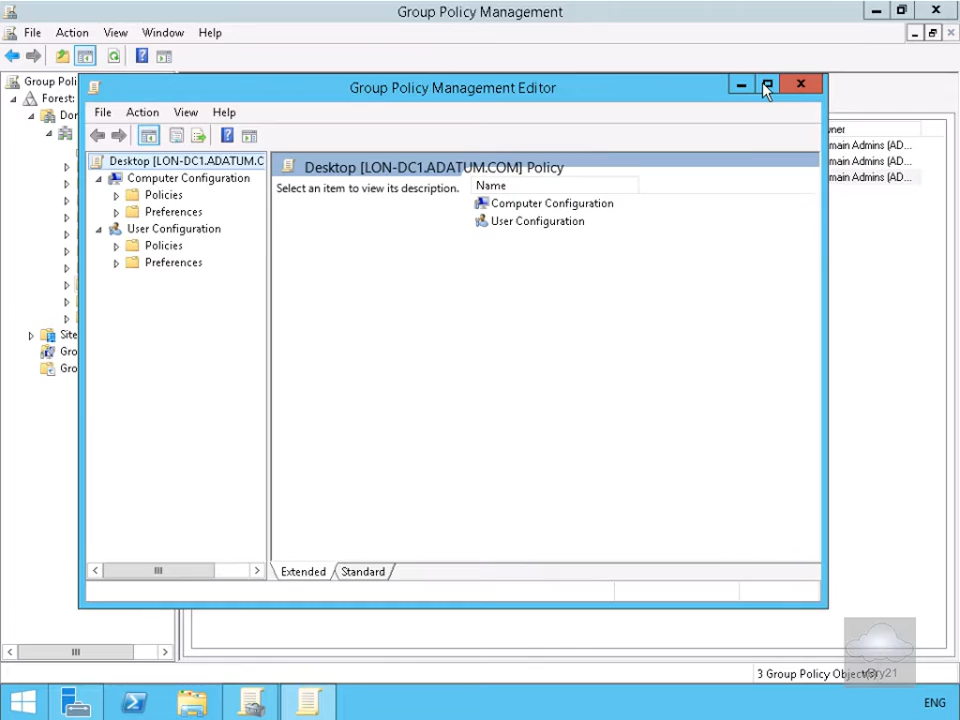 Group Policy Management
File Action View Window Help
Group Poli
Forest:
Dor
Site
Gro
Gro
Group Policy Management Editor
File Action View Help
Desktop [LON-DC1.ADATUM.C
Computer Configuration
Policies
Preferences
User Configuration
Policies
Preferences
Desktop [LON-DC1.ADATUM.COM] Policy
Select an item to view its description.
Name
Computer Configuration
User Configuration
Extended Standard
wner
main Admins (AD...
main Admins (AD...
main Admins (AD...
3 Group Policy Object(s)
ENG